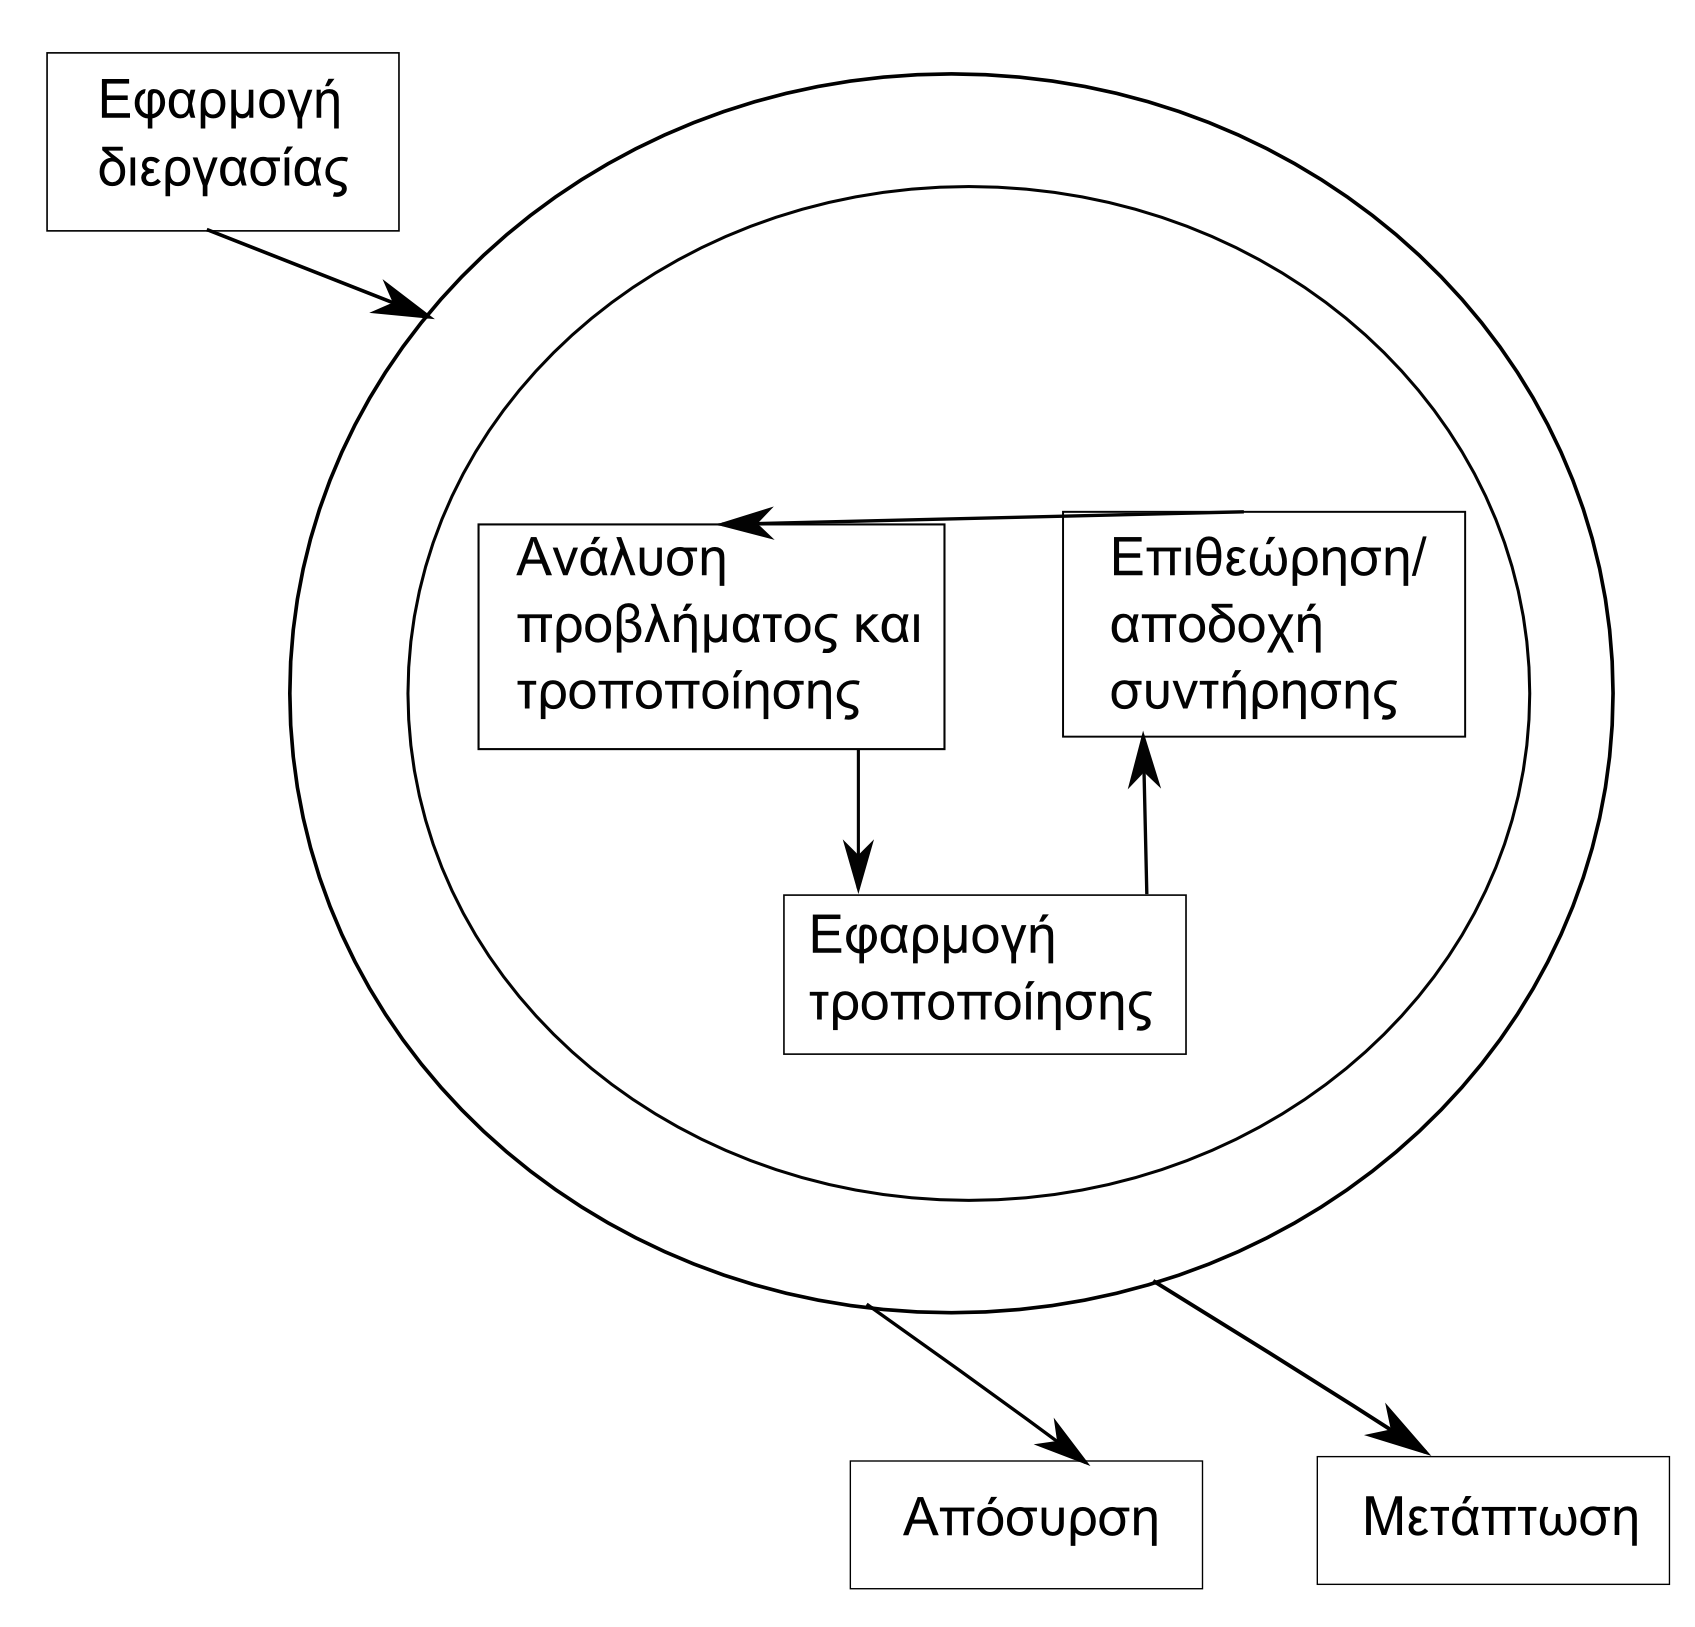 Εφαρμογή
διεργασίας
Ανάλυση
προβλήματος και
τροποποίησης
Επιθεώρηση/
αποδοχή
συντήρησης
Εφαρμογή
τροποποίησης
Απόσυρση
Μετάπτωση